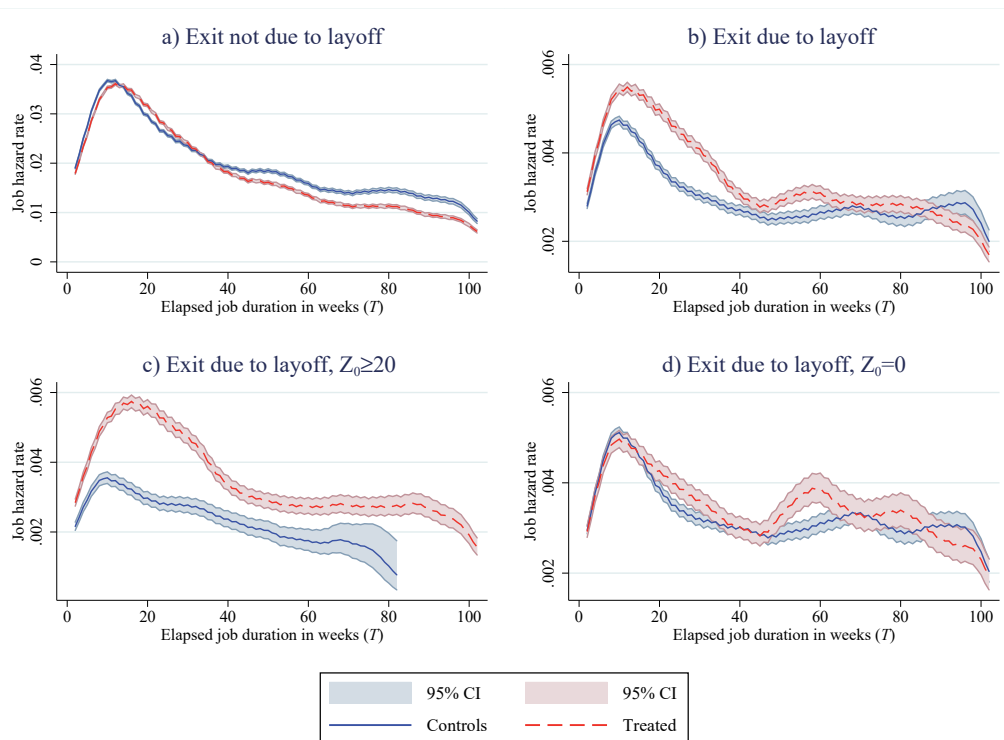 a) Exit not due to layoff
Job hazard rate
.04
.03
.02
.01
0
0 20 40 60 80 100
Elapsed job duration in weeks (T)
b) Exit due to layoff
Job hazard rate
.006
.004
.002
0 20 40 60 80 100
Elapsed job duration in weeks (T)
c) Exit due to layoff, Z₀≥20
Job hazard rate
.006
.004
.002
0 20 40 60 80 100
Elapsed job duration in weeks (T)
d) Exit due to layoff, Z₀=0
Job hazard rate
.006
.004
.002
0 20 40 60 80 100
Elapsed job duration in weeks (T)
95% CI 95% CI
Controls Treated